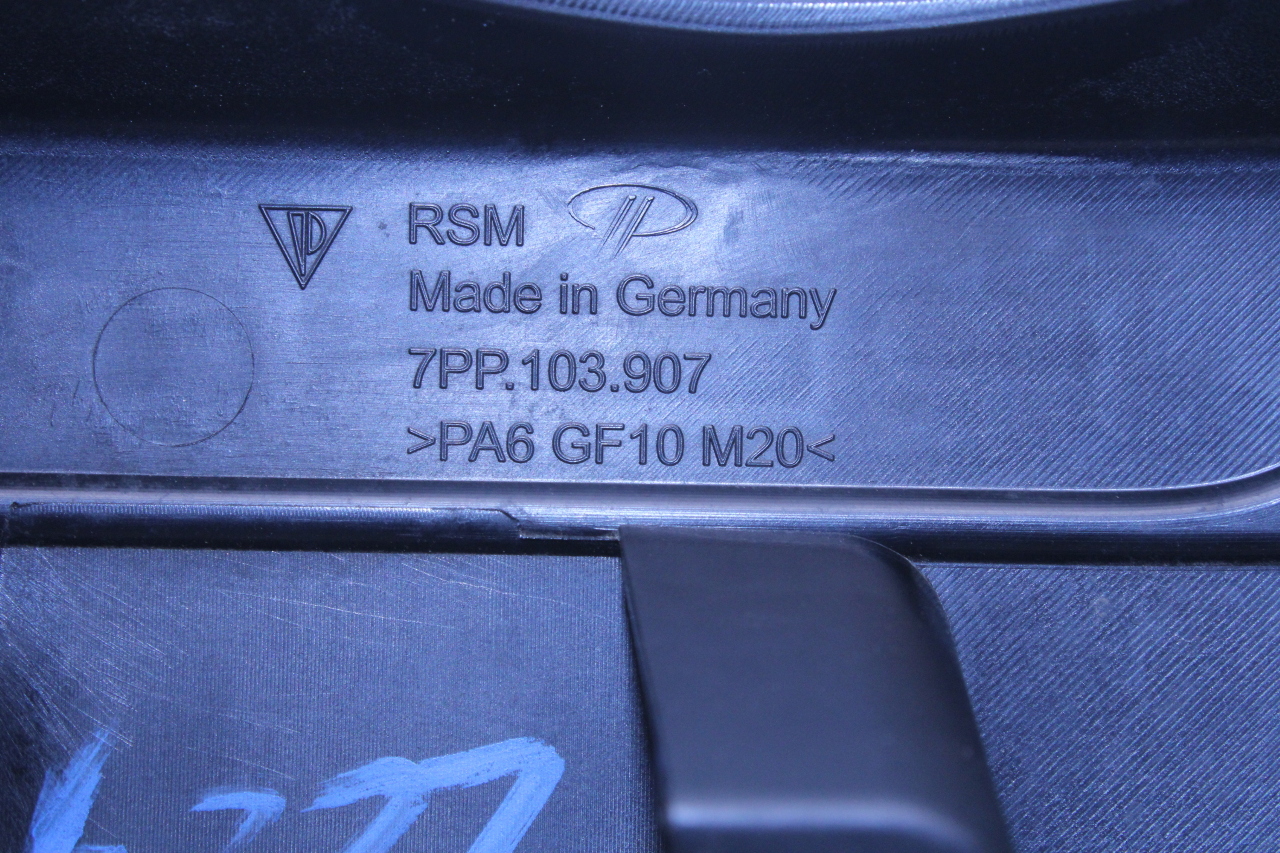 RSM
Made in Germany
7PP.103.907
>PA6 GF10 M20<